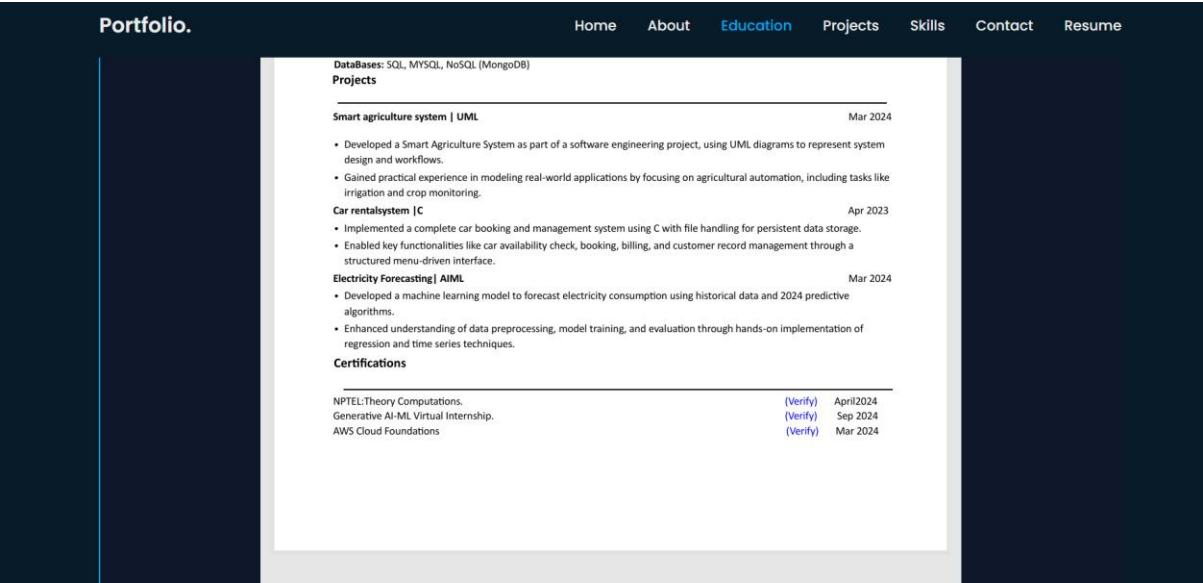 Portfolio.
Home About Education Projects Skills Contact Resume
DataBases: SQL, MYSQL, NoSQL (MongoDB)
Projects
Smart agriculture system | UML Mar 2024
• Developed a Smart Agriculture System as part of a software engineering project, using UML diagrams to represent system
design and workflows.
• Gained practical experience in modeling real-world applications by focusing on agricultural automation, including tasks like
irrigation and crop monitoring.
Car rentalsystem |C Apr 2023
• Implemented a complete car booking and management system using C with file handling for persistent data storage.
• Enabled key functionalities like car availability check, booking, billing, and customer record management through a
structured menu-driven interface.
Electricity Forecasting| AIML Mar 2024
• Developed a machine learning model to forecast electricity consumption using historical data and 2024 predictive
algorithms.
• Enhanced understanding of data preprocessing, model training, and evaluation through hands-on implementation of
regression and time series techniques.
Certifications
NPTEL:Theory Computations. (Verify) April2024
Generative AI-ML Virtual Internship. (Verify) Sep 2024
AWS Cloud Foundations (Verify) Mar 2024